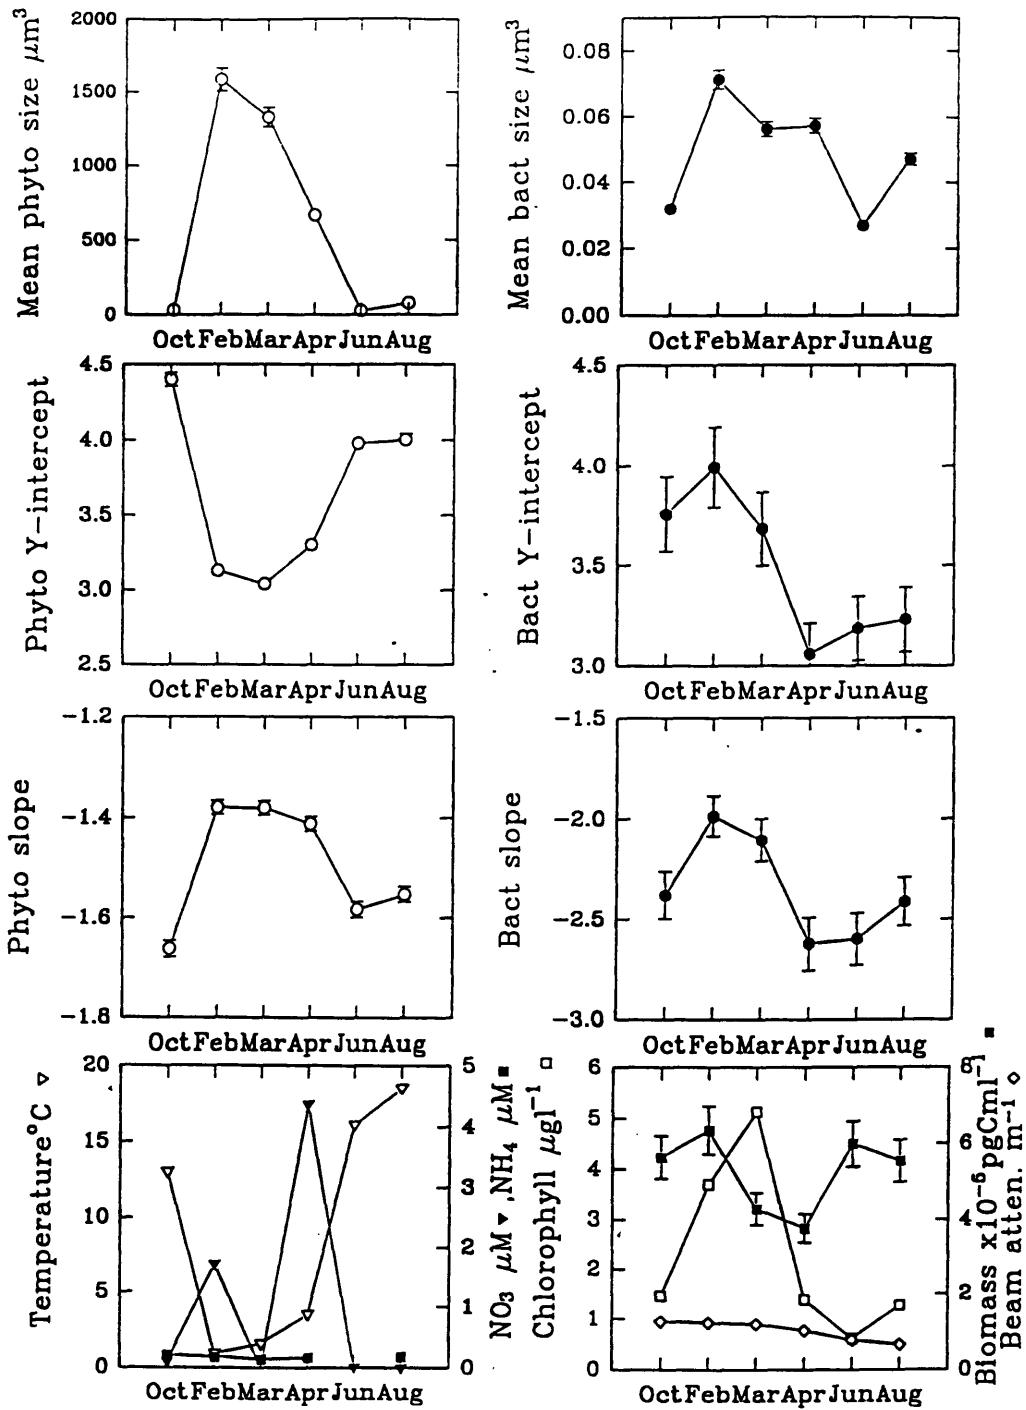 Mean phyto size μm³
2000
1500
1000
500
0
OctFebMarAprJunAug
Mean bact size μm³
0.08
0.06
0.04
0.02
0.00
OctFebMarAprJunAug
Phyto Y−intercept
4.5
4.0
3.5
3.0
2.5
OctFebMarAprJunAug
Bact Y−intercept
4.5
4.0
3.5
3.0
OctFebMarAprJunAug
Phyto slope
−1.2
−1.4
−1.6
−1.8
OctFebMarAprJunAug
Bact slope
−1.5
−2.0
−2.5
−3.0
OctFebMarAprJunAug
Temperature°C ▿
20
15
10
5
0
5
4
3
2
1
0
NO₃ μM▾,NH₄ μM■
OctFebMarAprJunAug
Chlorophyll μgl⁻¹ □
6
5
4
3
2
1
0
8
6
4
2
0
Biomass x10⁻⁵pgCml⁻¹ ■
Beam atten. m⁻¹ ◇
OctFebMarAprJunAug